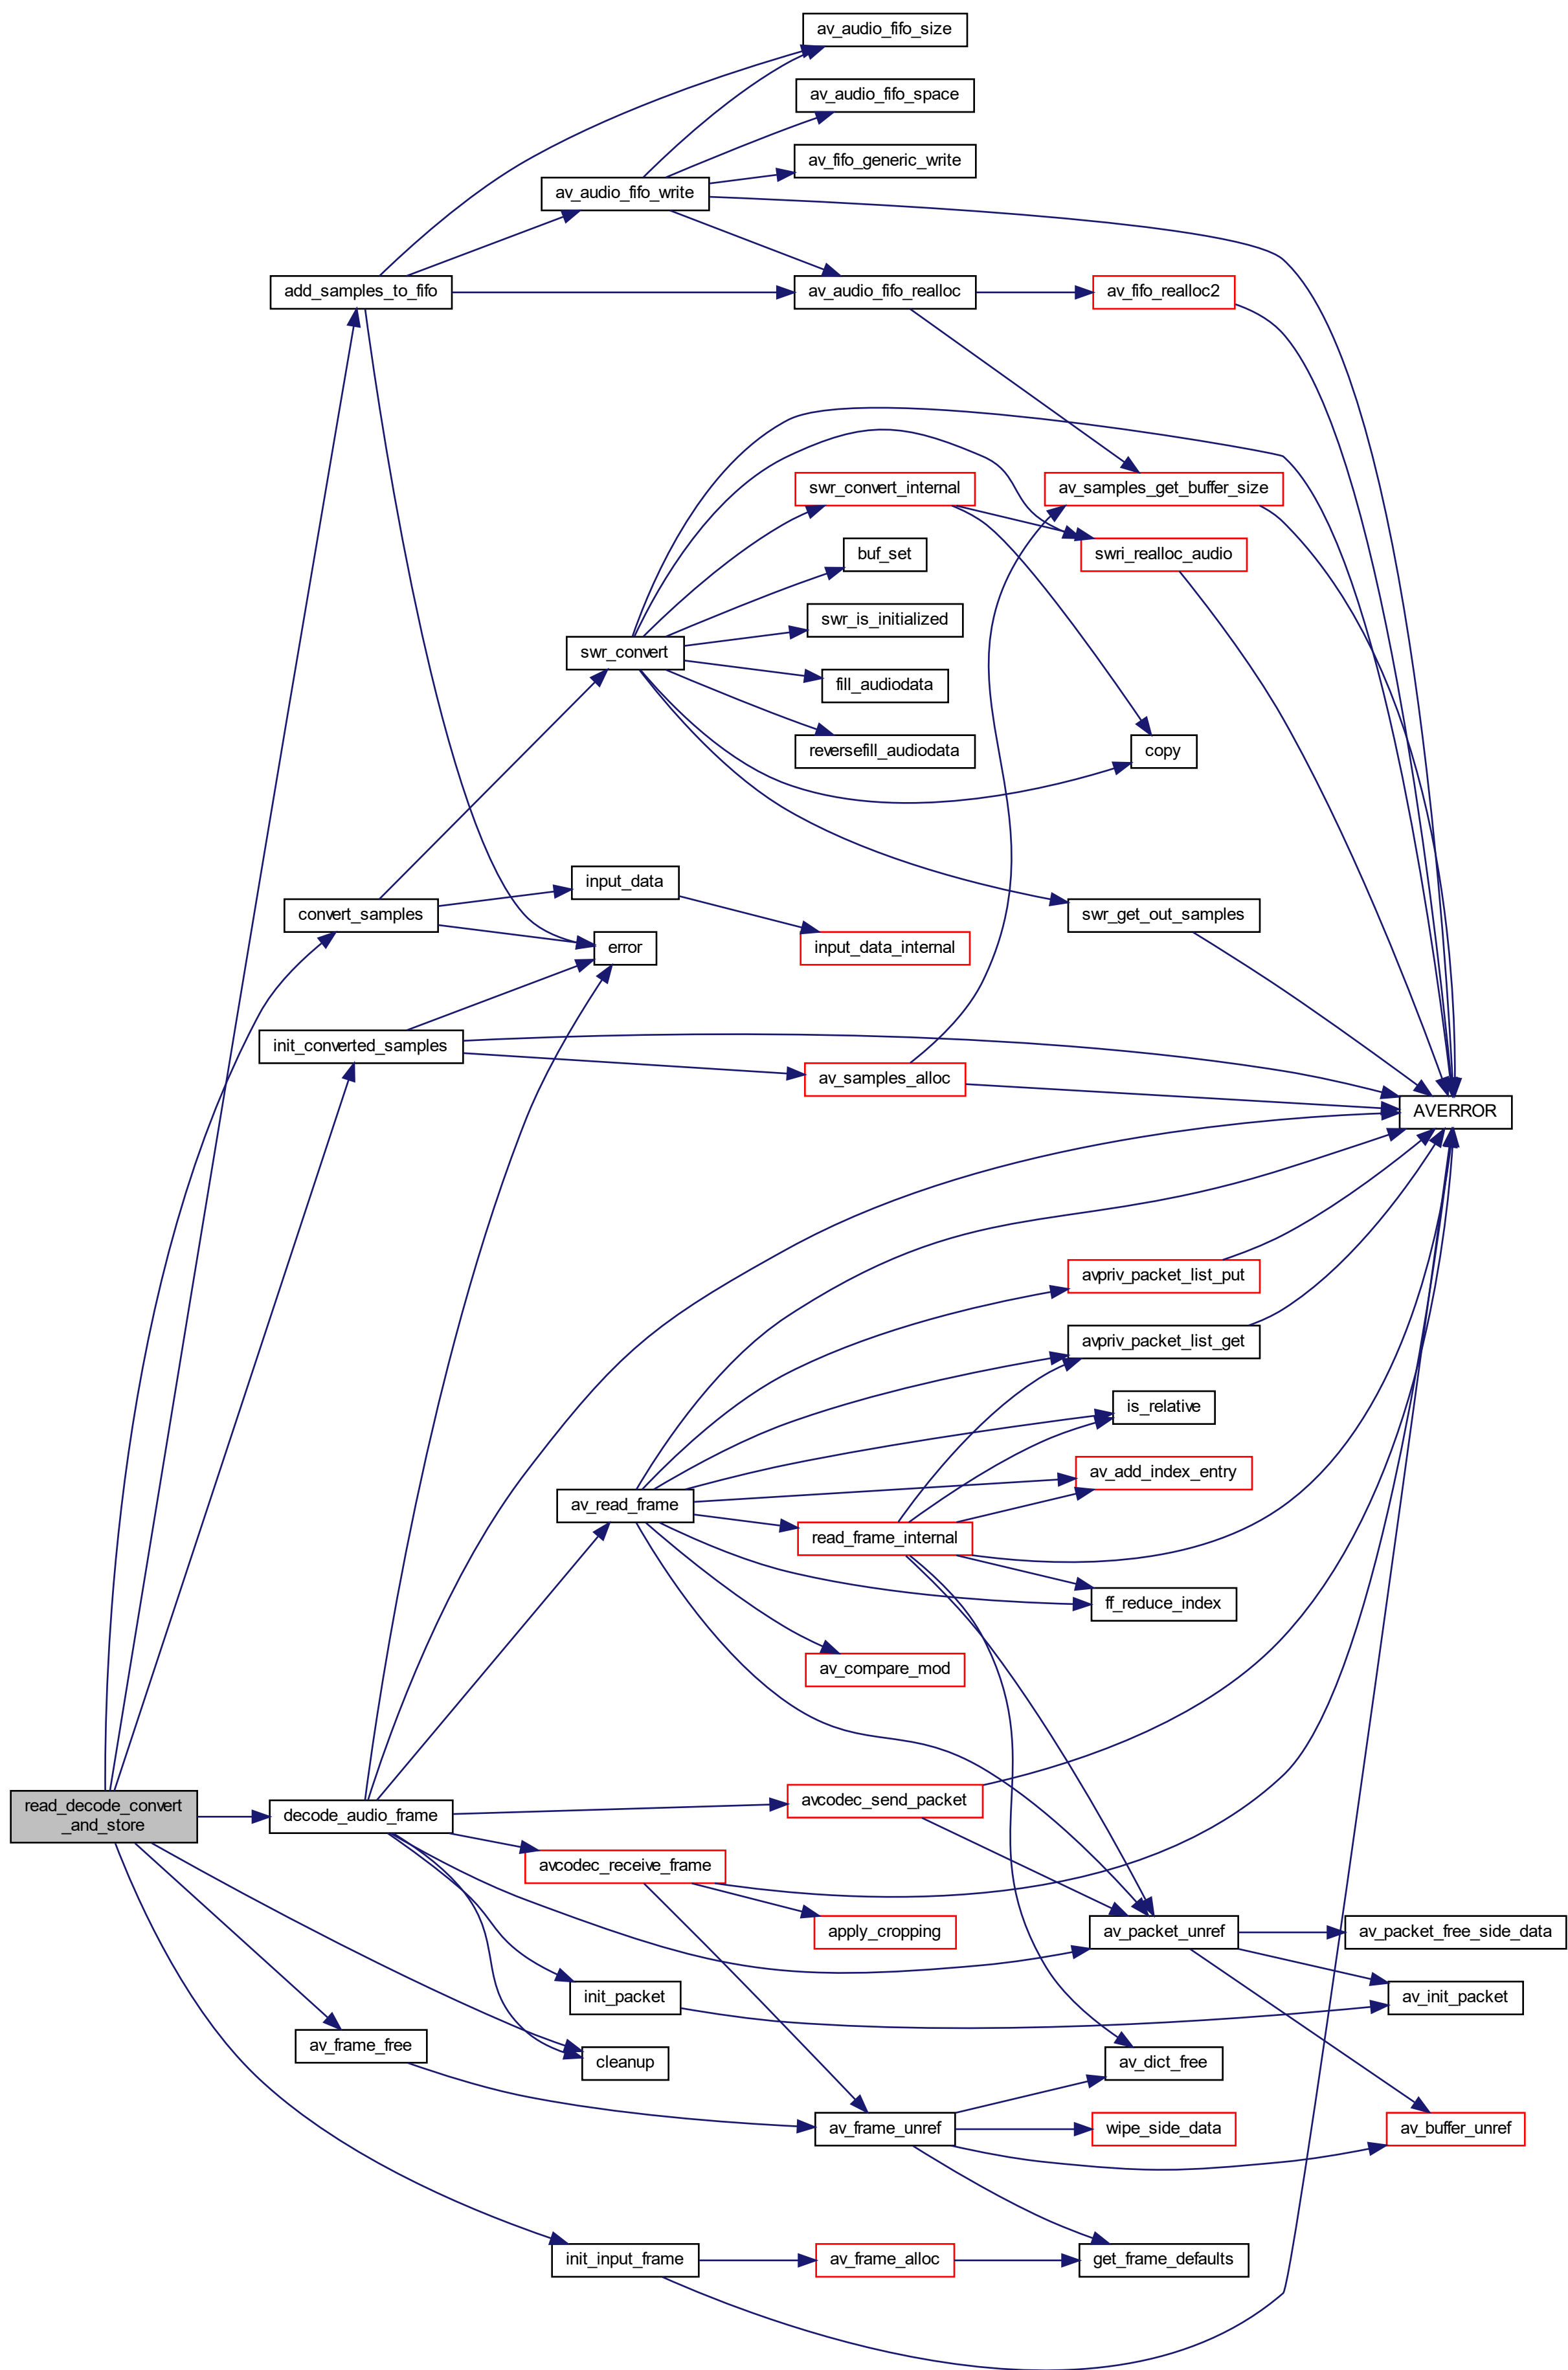 av_audio_fifo_size
av_audio_fifo_space
av_fifo_generic_write
av_audio_fifo_write
add_samples_to_fifo
av_audio_fifo_realloc
av_fifo_realloc2
swr_convert_internal
av_samples_get_buffer_size
buf_set
swri_realloc_audio
swr_is_initialized
swr_convert
fill_audiodata
reversefill_audiodata
copy
input_data
convert_samples
swr_get_out_samples
error
input_data_internal
init_converted_samples
av_samples_alloc
AVERROR
avpriv_packet_list_put
avpriv_packet_list_get
is_relative
av_add_index_entry
av_read_frame
read_frame_internal
ff_reduce_index
av_compare_mod
avcodec_send_packet
read_decode_convert
_and_store
decode_audio_frame
avcodec_receive_frame
apply_cropping
av_packet_unref
av_packet_free_side_data
init_packet
av_init_packet
av_frame_free
cleanup
av_dict_free
av_frame_unref
wipe_side_data
av_buffer_unref
init_input_frame
av_frame_alloc
get_frame_defaults